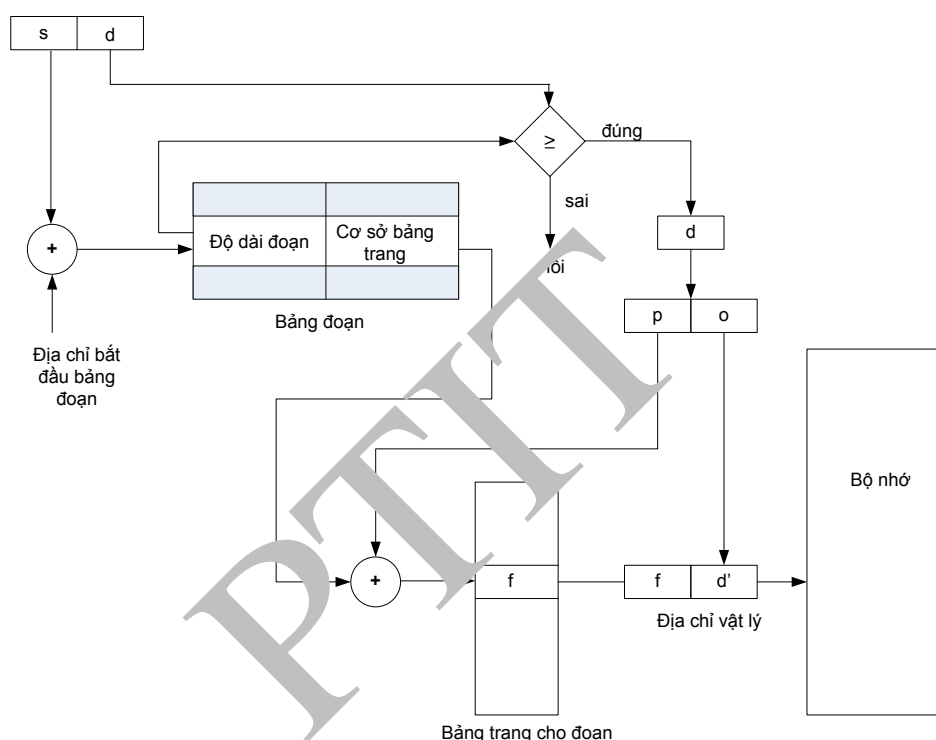 s d
≥
đúng
sai
Độ dài đoạn
Cơ sở bảng
trang
+
d
Bảng đoạn
p o
Địa chỉ bắt
đầu bảng
đoạn
PTIT
Bộ nhớ
+
f
f d'
Địa chỉ vật lý
Bảng trang cho đoạn